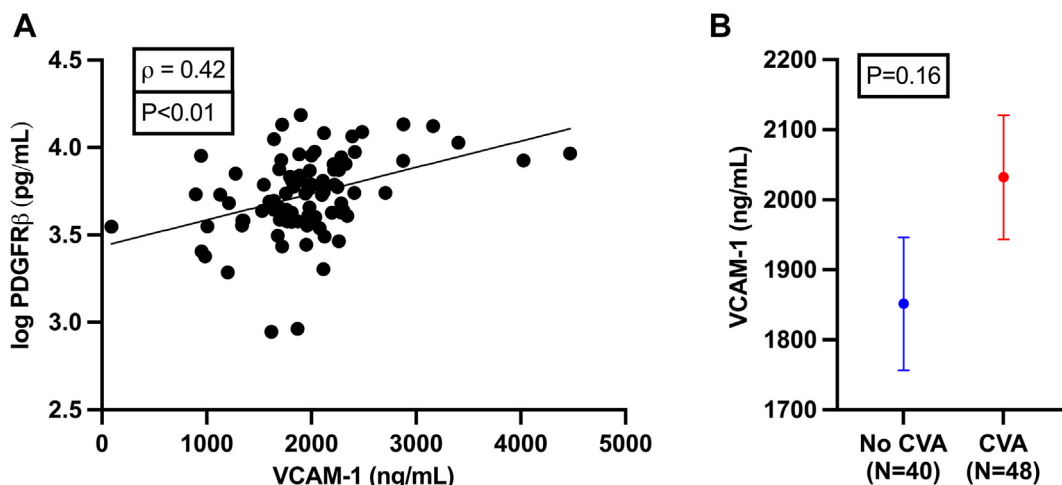 A
ρ = 0.42
P<0.01
log PDGFRβ (pg/mL)
4.5
4.0
3.5
3.0
2.5
0 1000 2000 3000 4000 5000
VCAM-1 (ng/mL)
B
P=0.16
VCAM-1 (ng/mL)
2200
2100
2000
1900
1800
1700
No CVA CVA
(N=40) (N=48)